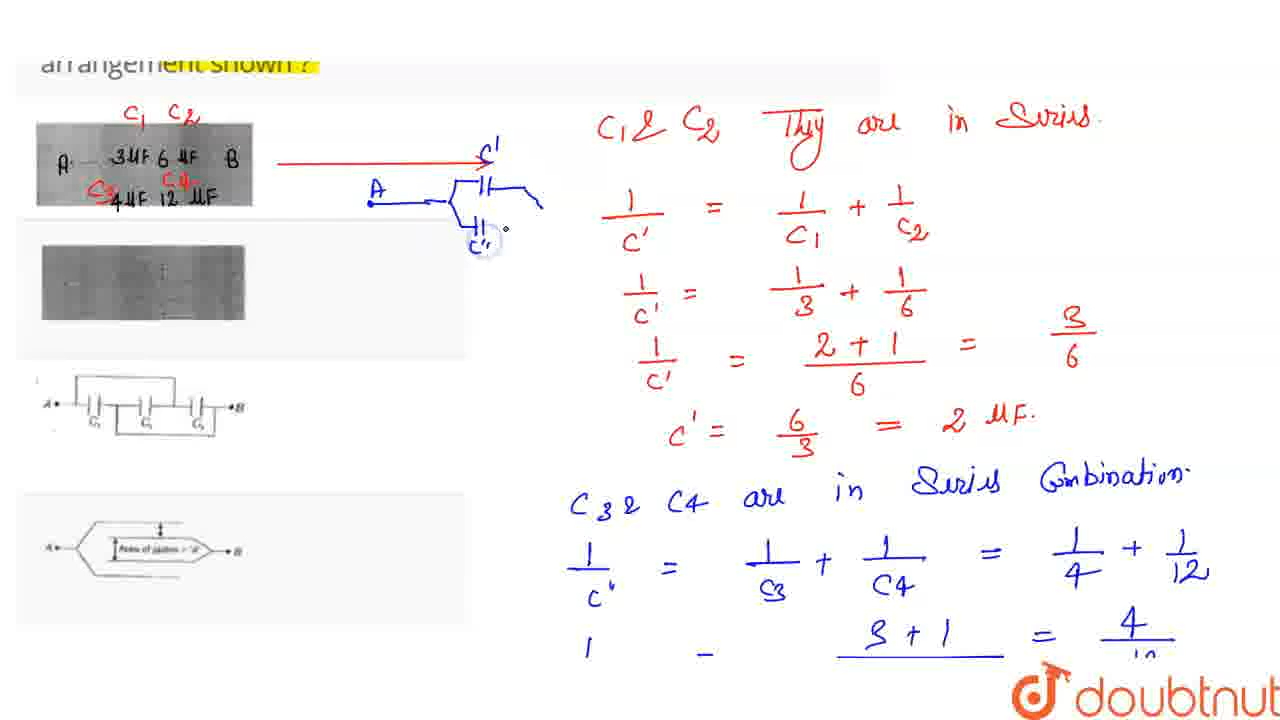 arrangement shown ?
C1 C2
A 3 μF 6 μF B
C3 C4
4 μF 12 μF
A C'
C"
A C1 B
A B
C1 & C2 They are in Series.
1/C' = 1/C1 + 1/C2
1/C' = 1/3 + 1/6
1/C' = 2 + 1/6 = 3/6
C' = 6/3 = 2 μF.
C3 & C4 are in Series Combination.
1/C" = 1/C3 + 1/C4 = 1/4 + 1/12
3 + 1 = 4
doubtnut